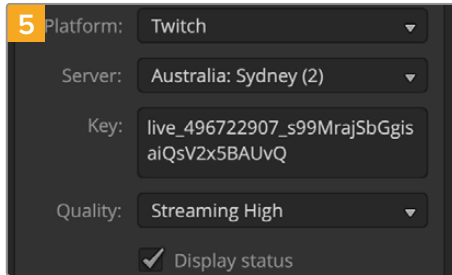 5
Platform: Twitch
Server: Australia: Sydney (2)
Key: live_496722907_s99MrajSbGgis
aiQsV2x5BAUvQ
Quality: Streaming High
Display status